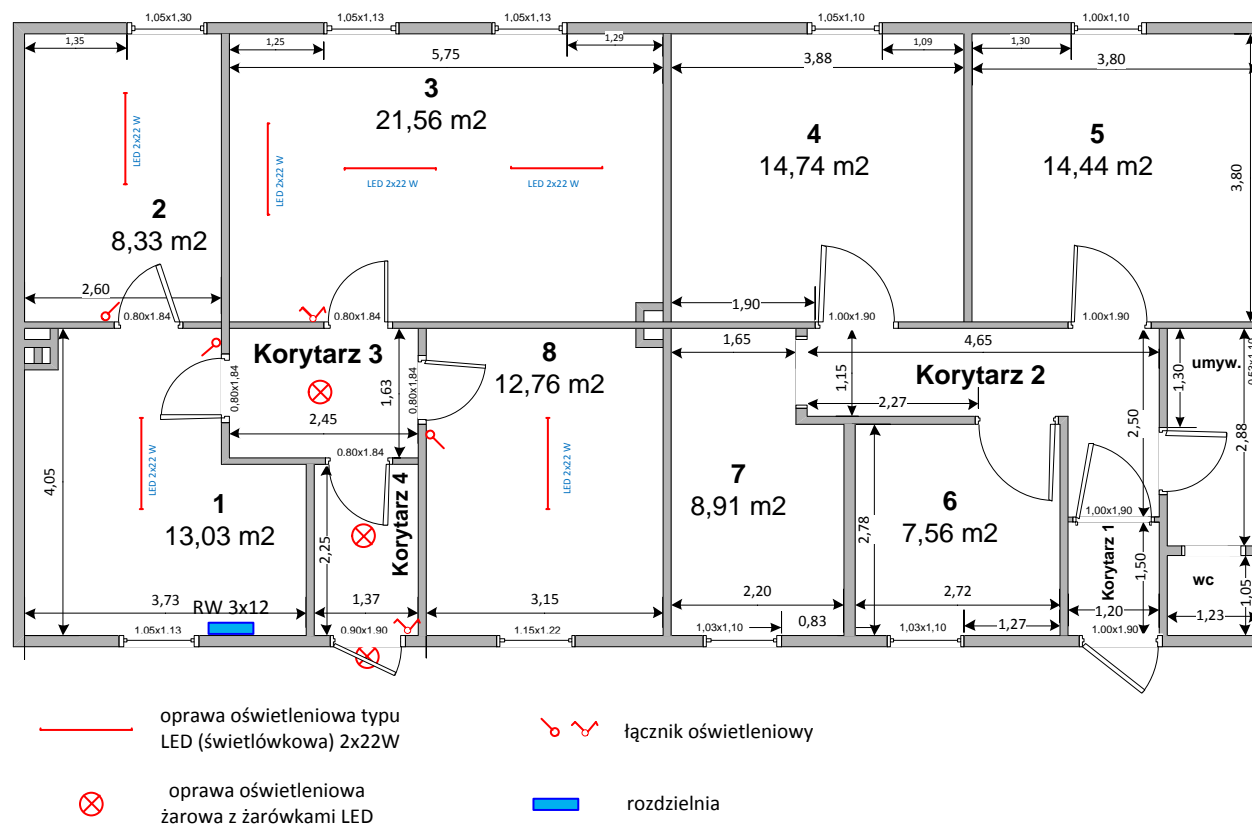 1,05x1,30
1,05x1,13
1,05x1,13
1,05x1,10
1,00x1,10
1,35
1,25
1,29
1,09
1,30
5,75
3,88
3,80
3
21,56 m2
4
14,74 m2
5
14,44 m2
3,80
LED 2x22 W
LED 2x22 W
LED 2x22 W
LED 2x22 W
2
8,33 m2
2,60
0.80x1.84
0.80x1.84
1,90
1:00x1.90
1:00x1.90
Korytarz 3
8
12,76 m2
1,65
4,65
1,15
Korytarz 2
umyw.
1,30
0,80x1,84
1,63
0,80x1,84
2,45
0.80x1.84
2,27
2,50
2,88
4,05
LED 2x22 W
LED 2x22 W
1
13,03 m2
Korytarz 4
2,25
7
8,91 m2
2,78
6
7,56 m2
1,00x1,90
Korytarz 1
1,50
wc
1,05
3,73
RW 3x12
1,37
3,15
2,20
2,72
1,20
1,23
0,83
1,27
1:05x1.13
0.90x1.90
1.15x1.22
1,03x1,10
1,03x1,10
1:00x1.90
oprawa oświetleniowa typu
LED (świetlówkowa) 2x22W
łącznik oświetleniowy
oprawa oświetleniowa
żarowa z żarówkami LED
rozdzielnia